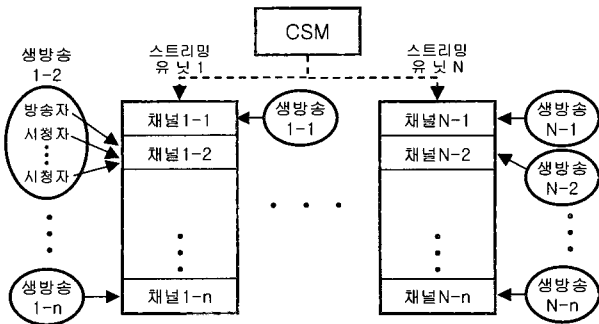 CSM
스트리밍
유 닛 1
스트리밍
유 닛 N
생방송
1-2
방송자
시청자
시청자
채널1-1
채널1-2
채널1-n
생방송
1-1
생방송
1-n
채널N-1
채널N-2
채널N-n
생방송
N-1
생방송
N-2
생방송
N-n